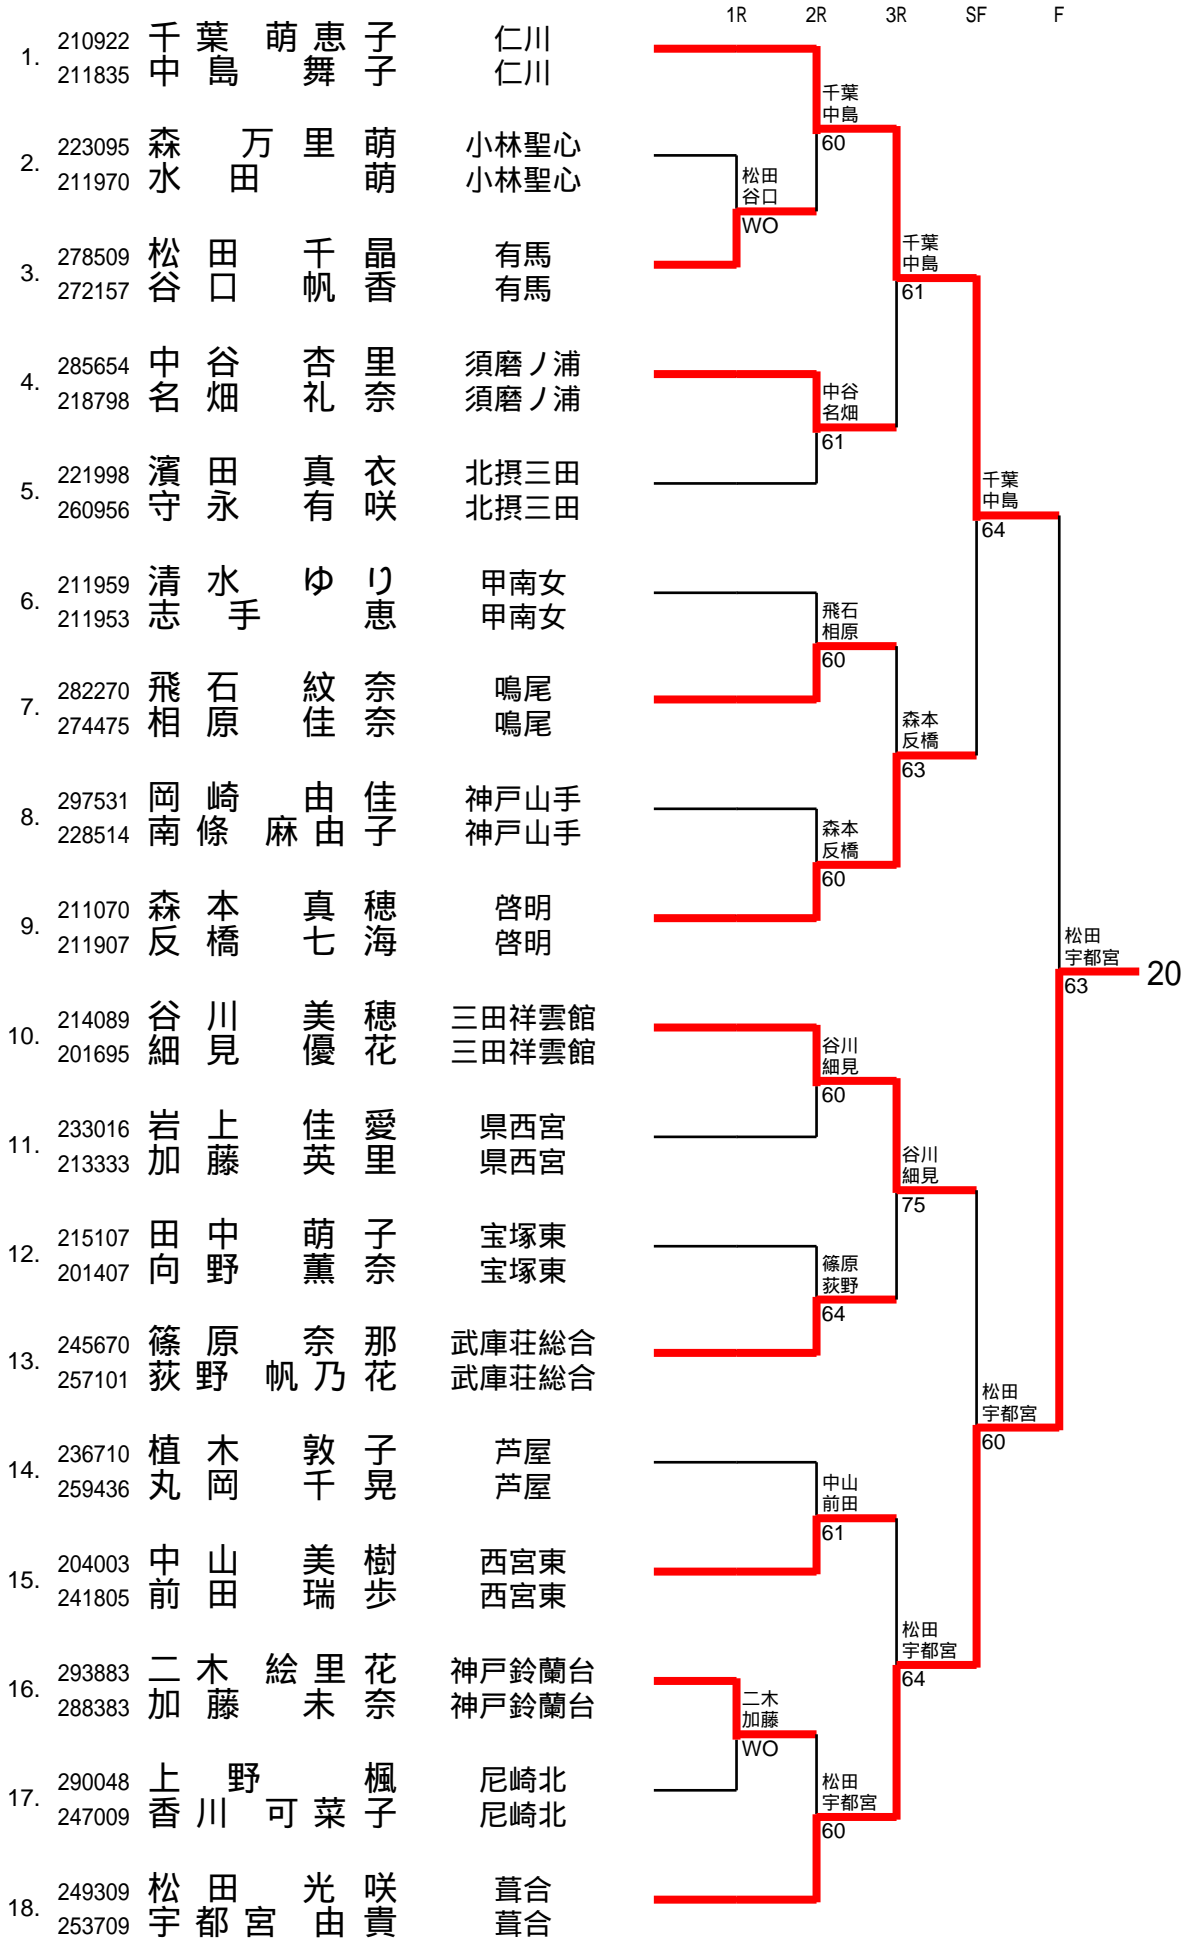 1R 2R 3R SF F
1. 210922 千葉 萌恵子 仁川
211835 中島 舞子 仁川
2. 223095 森 万里萌 小林聖心
211970 水田 萌 小林聖心
3. 278509 松田 千晶 有馬
272157 谷口 帆香 有馬
4. 285654 中谷 杏里 須磨ノ浦
218798 名畑 礼奈 須磨ノ浦
5. 221998 濱田 真衣 北摂三田
260956 守永 有咲 北摂三田
6. 211959 清水 ゆり 甲南女
211953 志手 恵 甲南女
7. 282270 飛石 紋奈 鳴尾
274475 相原 佳奈 鳴尾
8. 297531 岡崎 由佳 神戸山手
228514 南條 麻由子 神戸山手
9. 211070 森本 真穂 啓明
211907 反橋 七海 啓明
10. 214089 谷川 美穂 三田祥雲館
201695 細見 優花 三田祥雲館
11. 233016 岩上 佳愛 県西宮
213333 加藤 英里 県西宮
12. 215107 田中 萌子 宝塚東
201407 向野 薫奈 宝塚東
13. 245670 篠原 奈那 武庫荘総合
257101 荻野 帆乃花 武庫荘総合
14. 236710 植木 敦子 芦屋
259436 丸岡 千晃 芦屋
15. 204003 中山 美樹 西宮東
241805 前田 瑞歩 西宮東
16. 293883 二木 絵里花 神戸鈴蘭台
288383 加藤 未奈 神戸鈴蘭台
17. 290048 上野 楓 尼崎北
247009 香川 可菜子 尼崎北
18. 249309 松田 光咲 葺合
253709 宇都宮 由貴 葺合
松田
谷口
WO
二木
加藤
WO
千葉
中島
60
中谷
名畑
61
飛石
相原
60
森本
反橋
60
谷川
細見
60
篠原
荻野
64
中山
前田
61
松田
宇都宮
60
千葉
中島
61
森本
反橋
63
谷川
細見
75
松田
宇都宮
64
千葉
中島
64
松田
宇都宮
60
松田
宇都宮
63
20